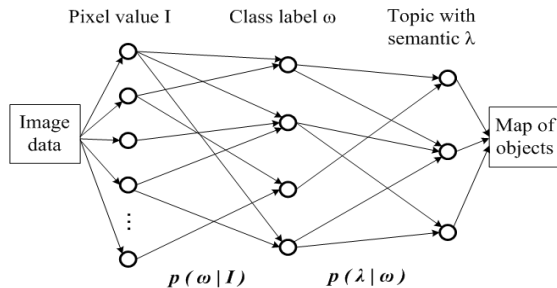 Pixel value I
Class label ω
Topic with
semantic λ
Image
data
Map of
objects
⋮
p ( ω | I )
p ( λ | ω )